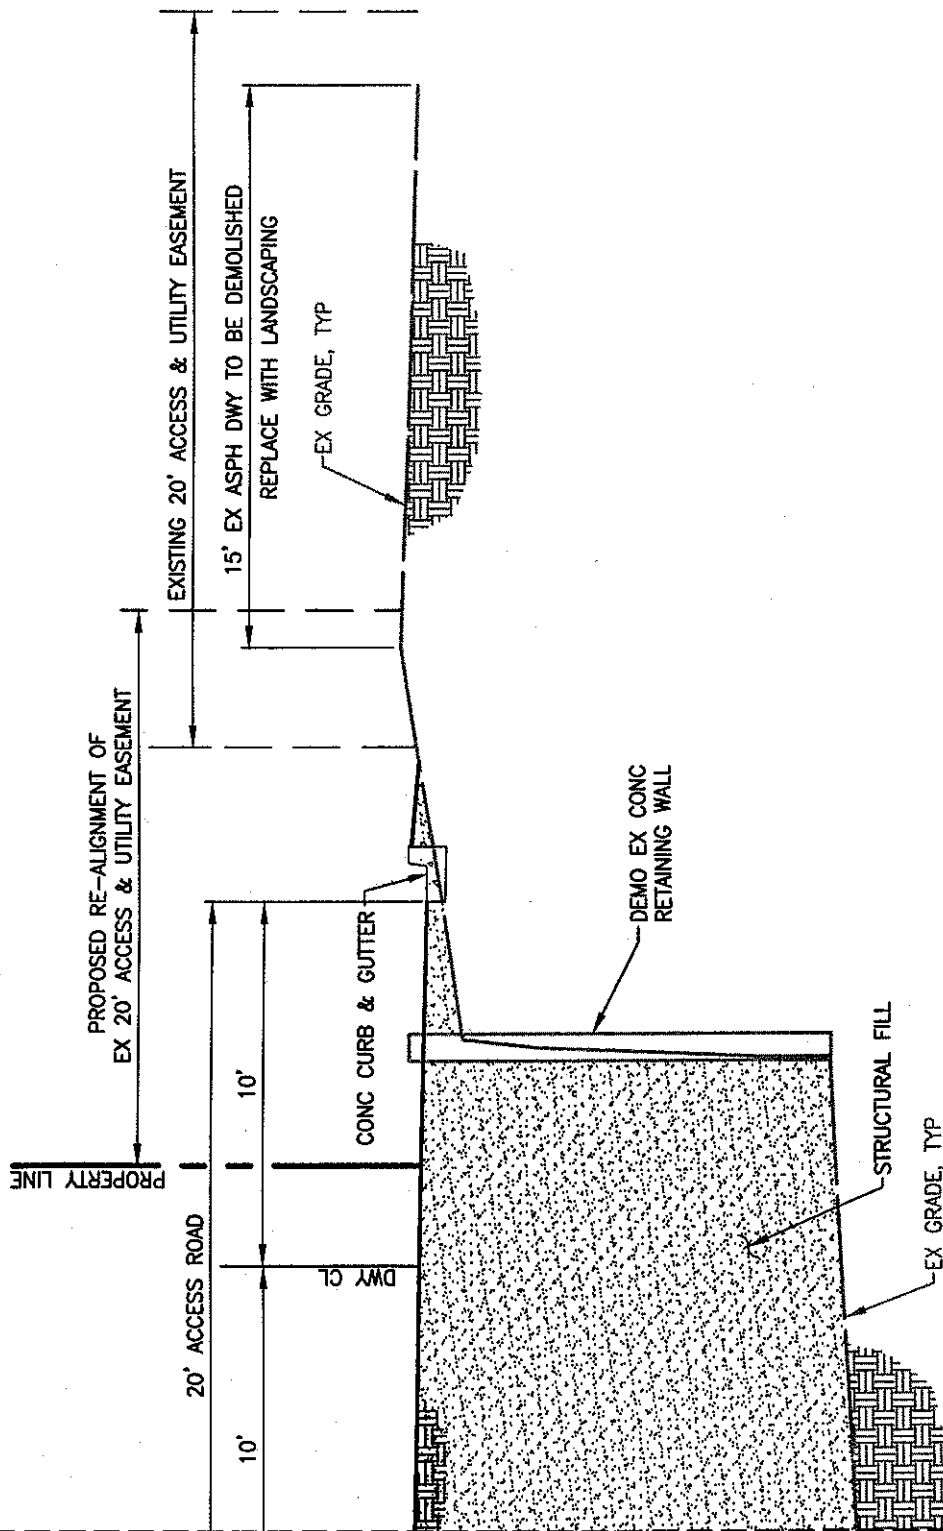 EXISTING 20' ACCESS & UTILITY EASEMENT
15' EX ASPH DWY TO BE DEMOLISHED
REPLACE WITH LANDSCAPING
EX GRADE, TYP
PROPOSED RE-ALIGNMENT OF
EX 20' ACCESS & UTILITY EASEMENT
PROPERTY LINE
20' ACCESS ROAD
10'
10'
DWY CL
CONC CURB & GUTTER
DEMO EX CONC
RETAINING WALL
STRUCTURAL FILL
EX GRADE, TYP